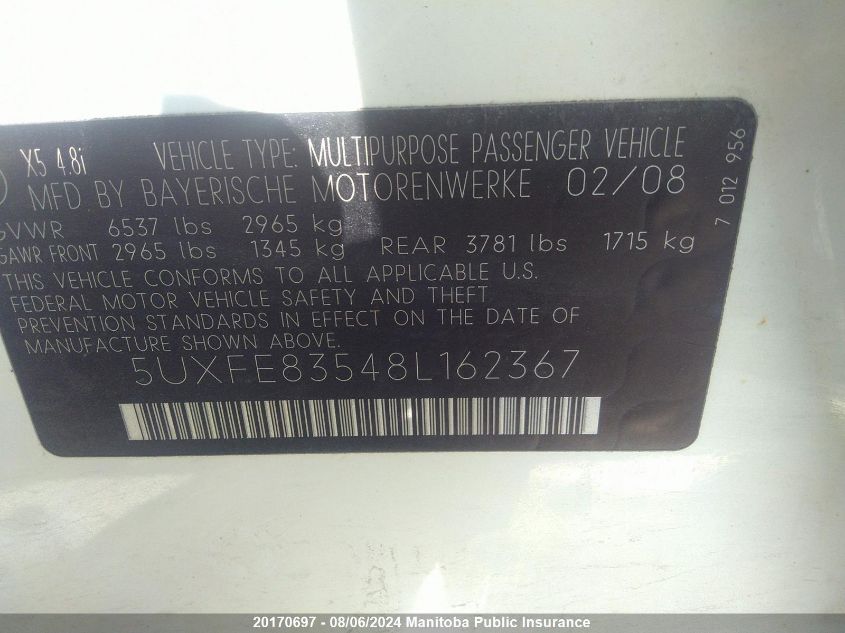 X5 4.8i VEHICLE TYPE: MULTIPURPOSE PASSENGER VEHICLE
MFD BY BAYERISCHE MOTORENWERKE 02/08
GVWR 6537 lbs 2965 kg
GAWR FRONT 2965 lbs 1345 kg REAR 3781 lbs 1715 kg
THIS VEHICLE CONFORMS TO ALL APPLICABLE U.S.
FEDERAL MOTOR VEHICLE SAFETY AND THEFT
PREVENTION STANDARDS IN EFFECT ON THE DATE OF
MANUFACTURE SHOWN ABOVE.
5UXFE83548L162367
7 012 956
20170697 - 08/06/2024 Manitoba Public Insurance